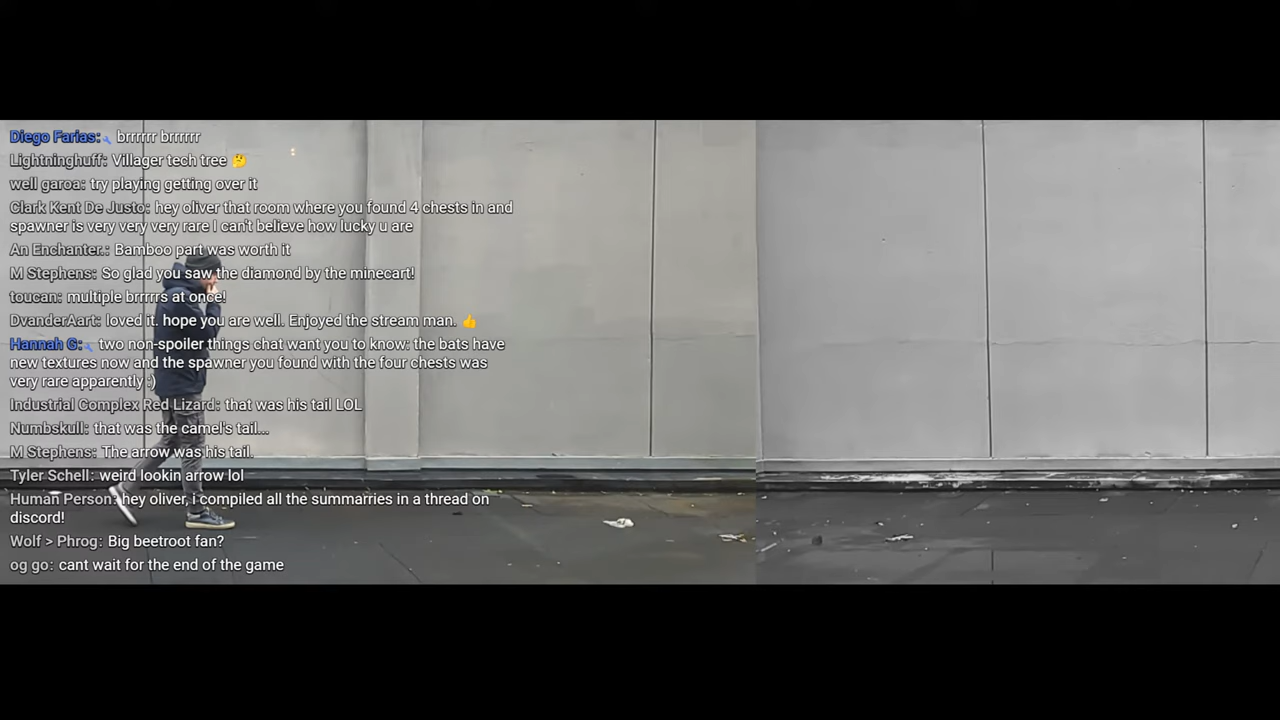 Diego Farias: brrrrr brrrrr
Lightninghuff: Villager tech tree 🤔
well garoa: try playing getting over it
Clark Kent De Justo: hey oliver that room where you found 4 chests in and
spawner is very very very rare I can't believe how lucky u are
An Enchanter.: Bamboo part was worth it
M Stephens: So glad you saw the diamond by the minecart!
toucan: multiple brrrrs at once!
DvanderAart: loved it. hope you are well. Enjoyed the stream man. 👍
Hannah G: two non-spoiler things chat want you to know: the bats have
new textures now and the spawner you found with the four chests was
very rare apparently :)
Industrial Complex Red Lizard: that was his tail LOL
Numbskull: that was the camel's tail...
M Stephens: The arrow was his tail.
Tyler Schell: weird lookin arrow lol
Human Person: hey oliver, i compiled all the summarries in a thread on
discord!
Wolf > Phrog: Big beetroot fan?
og go: cant wait for the end of the game